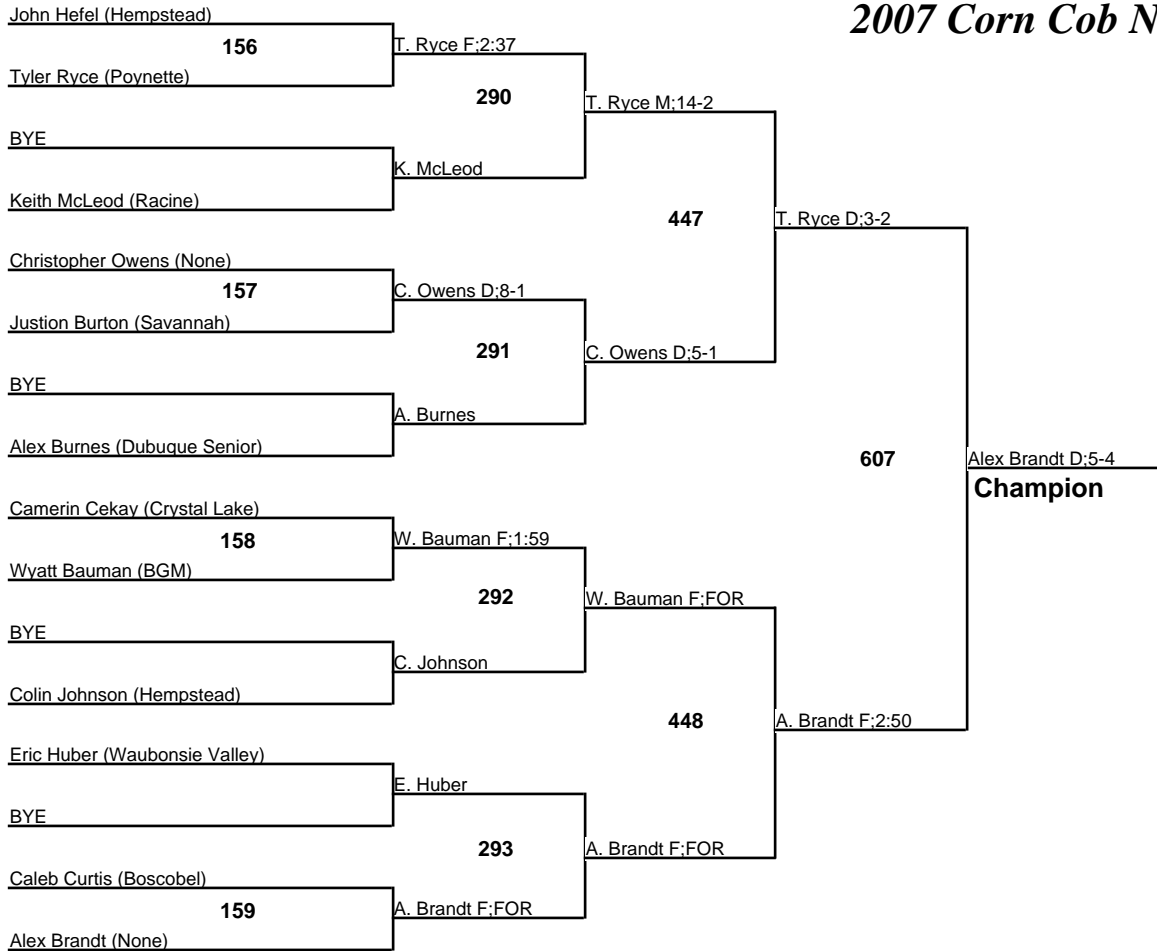 2007 Corn Cob N
John Hefel (Hempstead)
156
T. Ryce F;2:37
Tyler Ryce (Poynette)
290
T. Ryce M;14-2
BYE
K. McLeod
Keith McLeod (Racine)
447
T. Ryce D;3-2
Christopher Owens (None)
157
C. Owens D;8-1
Justion Burton (Savannah)
291
C. Owens D;5-1
BYE
A. Burnes
Alex Burnes (Dubuque Senior)
607
Alex Brandt D;5-4
Champion
Camerin Cekay (Crystal Lake)
158
W. Bauman F;1:59
Wyatt Bauman (BGM)
292
W. Bauman F;FOR
BYE
C. Johnson
Colin Johnson (Hempstead)
448
A. Brandt F;2:50
Eric Huber (Waubonsie Valley)
E. Huber
BYE
293
A. Brandt F;FOR
Caleb Curtis (Boscobel)
159
A. Brandt F;FOR
Alex Brandt (None)